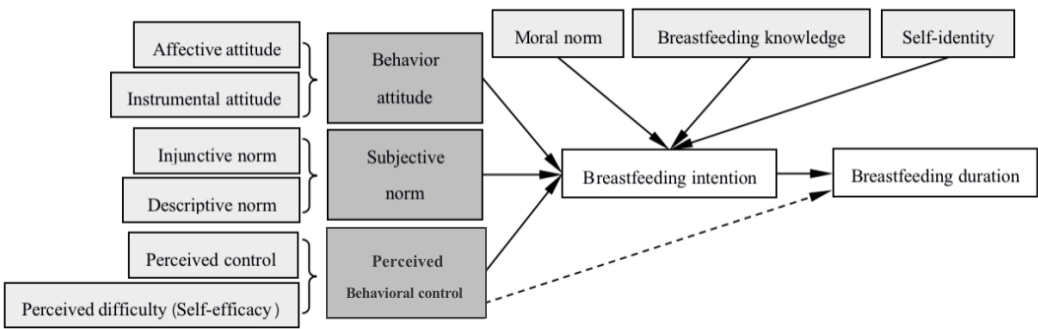 Affective attitude
Instrumental attitude
Behavior
attitude
Injunctive norm
Descriptive norm
Subjective
norm
Perceived control
Perceived difficulty (Self-efficacy)
Perceived
Behavioral control
Moral norm
Breastfeeding knowledge
Self-identity
Breastfeeding intention
Breastfeeding duration